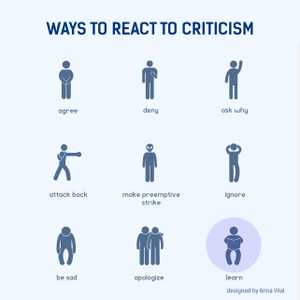 WAYS TO REACT TO CRITICISM
agree
deny
ask why
attack back
make preemptive
strike
ignore
be sad
apologize
learn
designed by Anna Vital